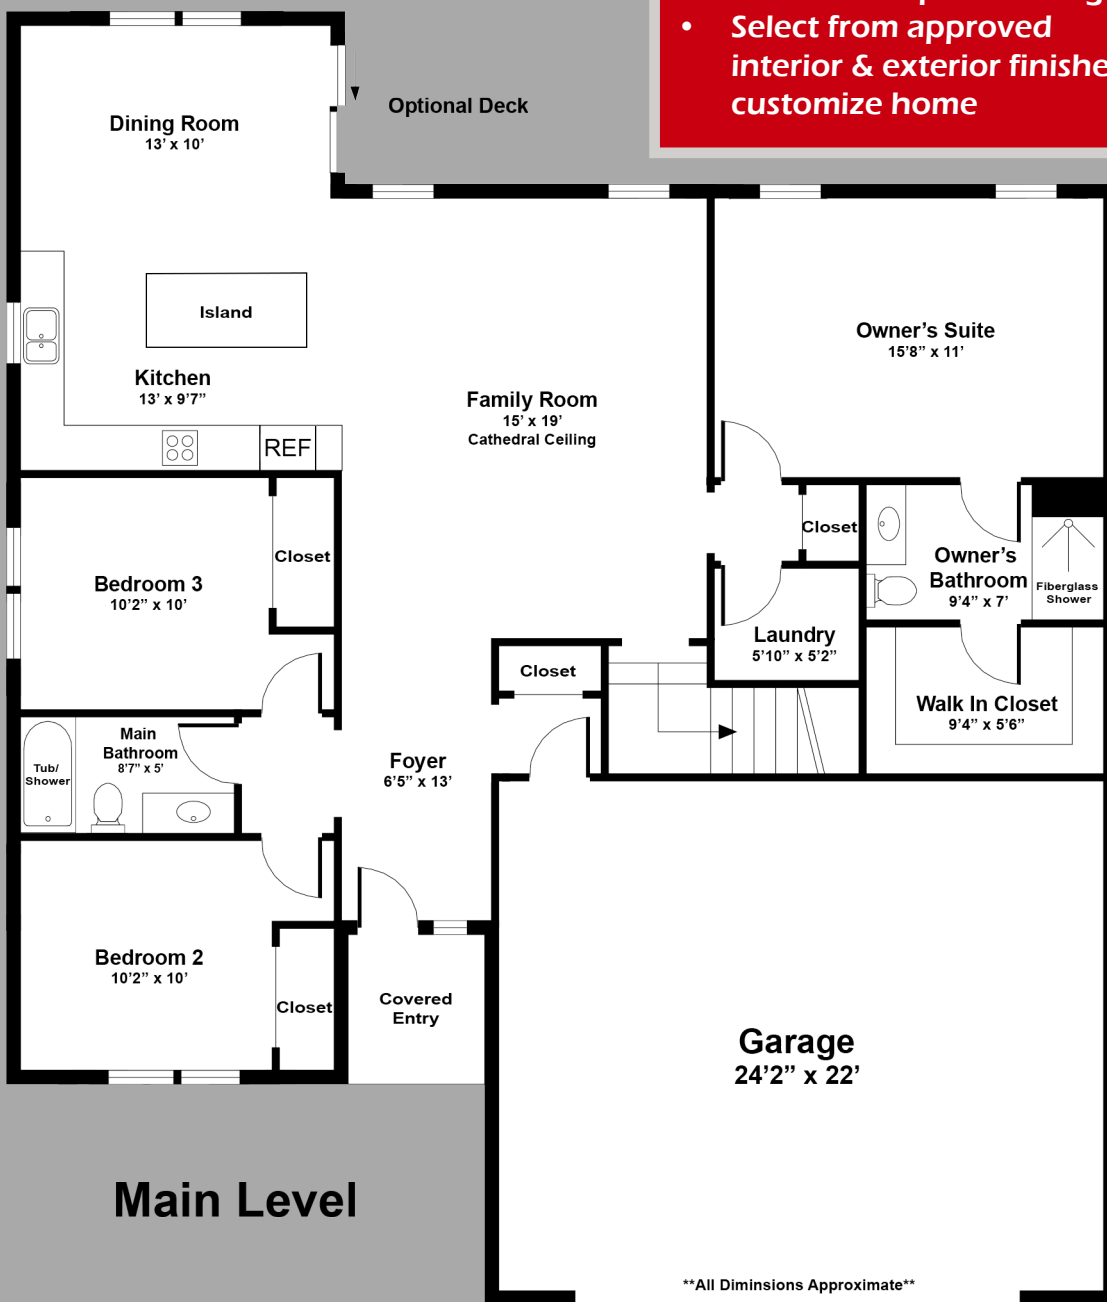 • Select from approved
interior & exterior finishe
customize home
Optional Deck
Dining Room
13’ x 10’
Island
Kitchen
13’ x 9’7”
REF
Family Room
15’ x 19’
Cathedral Ceiling
Owner’s Suite
15’8” x 11’
Closet
Owner’s
Bathroom
9’4” x 7’
Fiberglass
Shower
Bedroom 3
10’2” x 10’
Closet
Laundry
5’10” x 5’2”
Closet
Walk In Closet
9’4” x 5’6”
Main
Bathroom
8’7” x 5’
Tub/
Shower
Foyer
6’5” x 13’
Bedroom 2
10’2” x 10’
Closet
Covered
Entry
Garage
24’2” x 22’
Main Level
**All Diminsions Approximate**